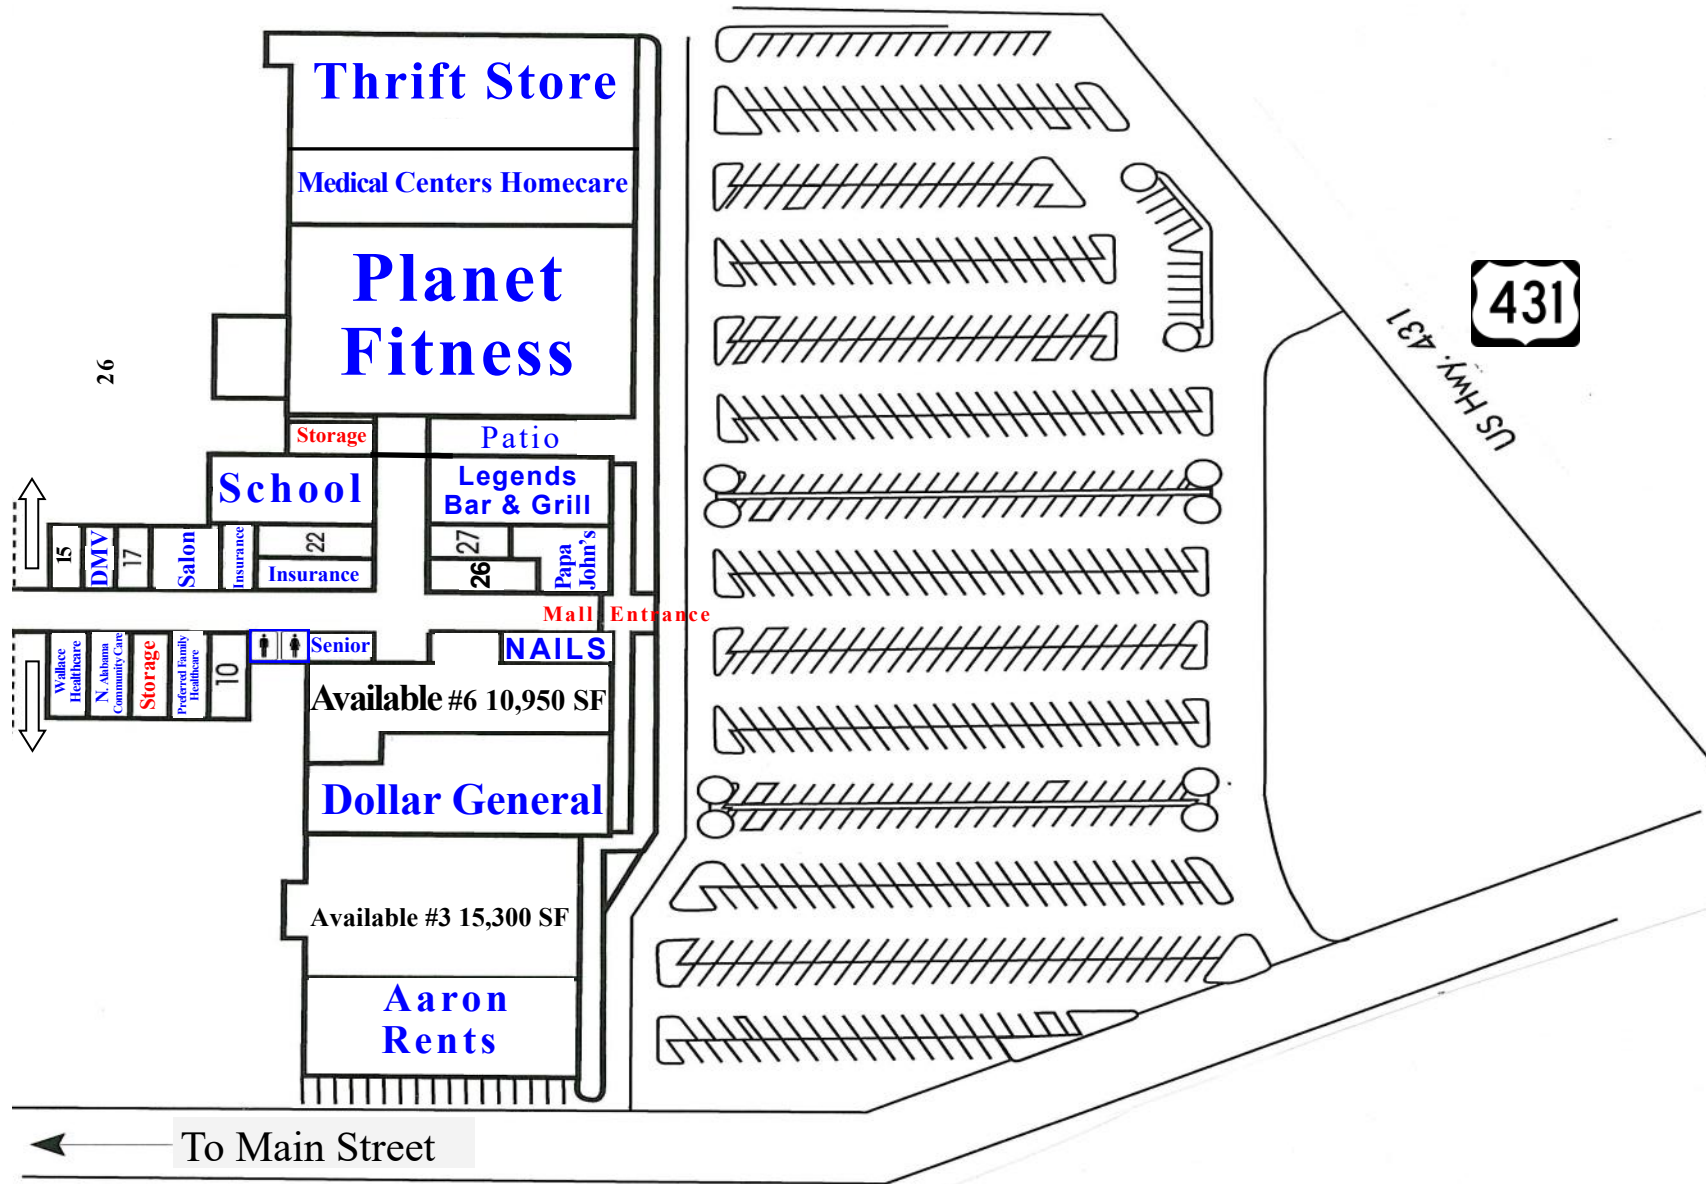 Thrift Store
Medical Centers Homecare
Planet
Fitness
431
US Hwy. 431
26
Storage
Patio
School
Legends
Bar & Grill
15
DMV
17
Salon
Insurance
22
Insurance
27
26
Papa
John's
Mall Entrance
Wallace
Healthcare
N. Alabama
Community Care
Storage
Preferred Family
Healthcare
10
Senior
NAILS
Available #6 10,950 SF
Dollar General
Available #3 15,300 SF
Aaron
Rents
To Main Street